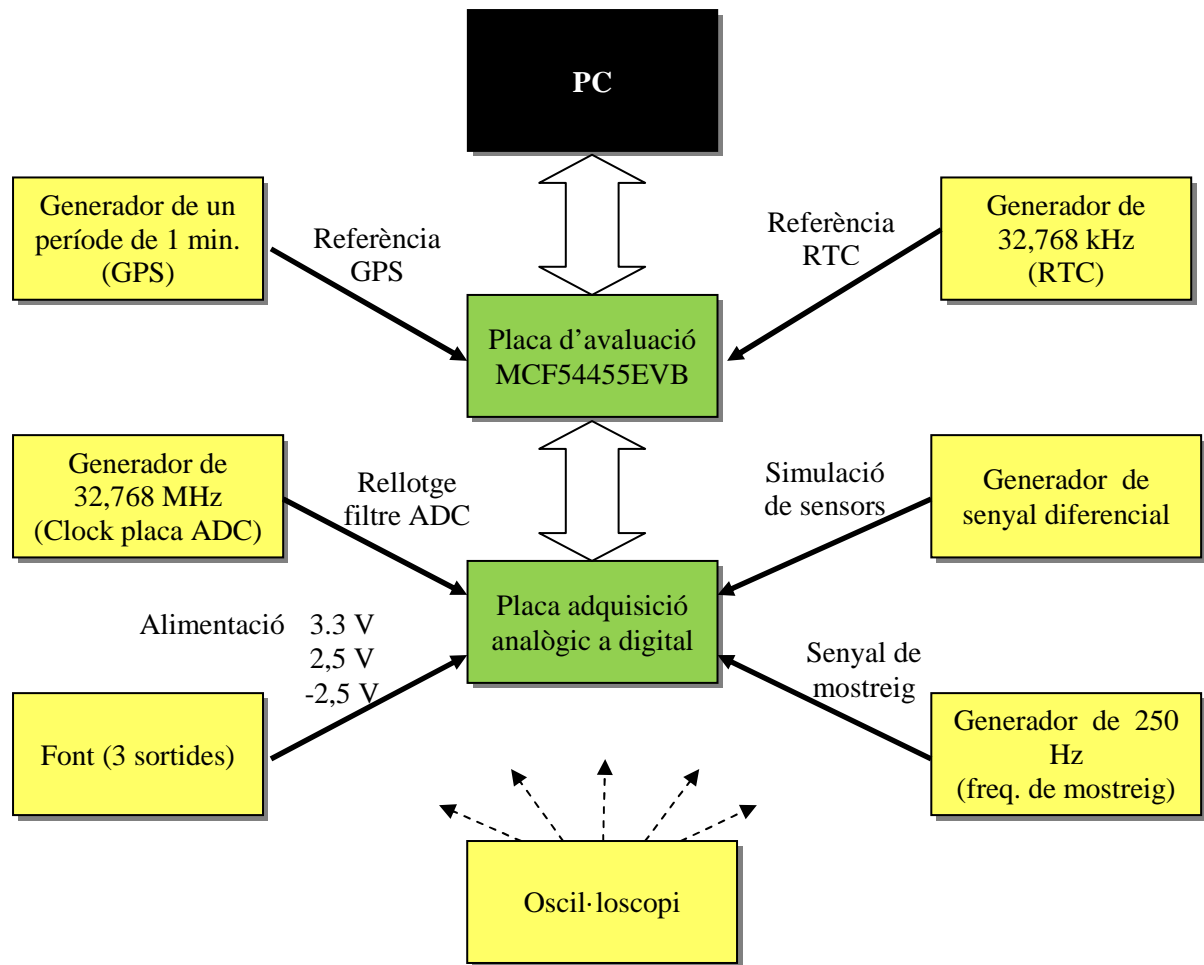 PC
Generador de un
període de 1 min.
(GPS)
Referència
GPS
Referència
RTC
Generador de
32,768 kHz
(RTC)
Placa d’avaluació
MCF54455EVB
Generador de
32,768 MHz
(Clock placa ADC)
Rellotge
filtre ADC
Simulació
de sensors
Generador de
senyal diferencial
Placa adquisició
analògic a digital
Alimentació 3.3 V
2,5 V
-2,5 V
Senyal de
mostreig
Font (3 sortides)
Generador de 250
Hz
(freq. de mostreig)
Oscil·loscopi